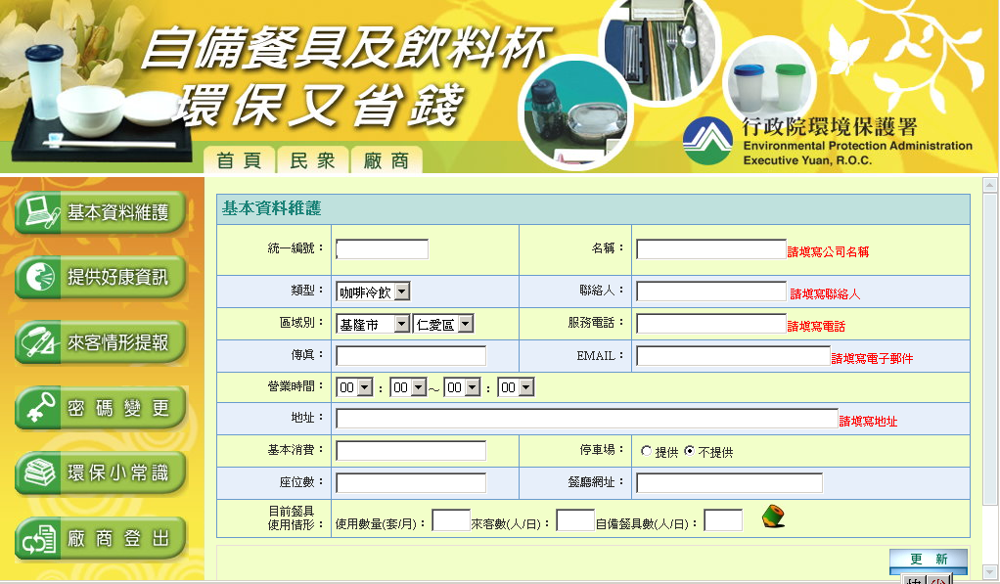 自備餐具及飲料杯
環保又省錢
行政院環境保護署
Environmental Protection Administration
Executive Yuan, R.O.C.
首頁 民眾 廠商
基本資料維護
提供好康資訊
來客情形提報
密碼變更
環保小常識
廠商登出
基本資料維護
統一編號： 名稱： 請填寫公司名稱
類型： 咖啡冷飲 聯絡人： 請填寫聯絡人
區域別： 基隆市 仁愛區 服務電話： 請填寫電話
傳真： EMAIL： 請填寫電子郵件
營業時間： 00 : 00 ~ 00 : 00
地址： 請填寫地址
基本消費： 停車場： 提供 不提供
座位數： 餐廳網址：
目前餐具
使用情形： 使用數量(套/月)： 來客數(人/日)： 自備餐具數(人/日)：
更 新